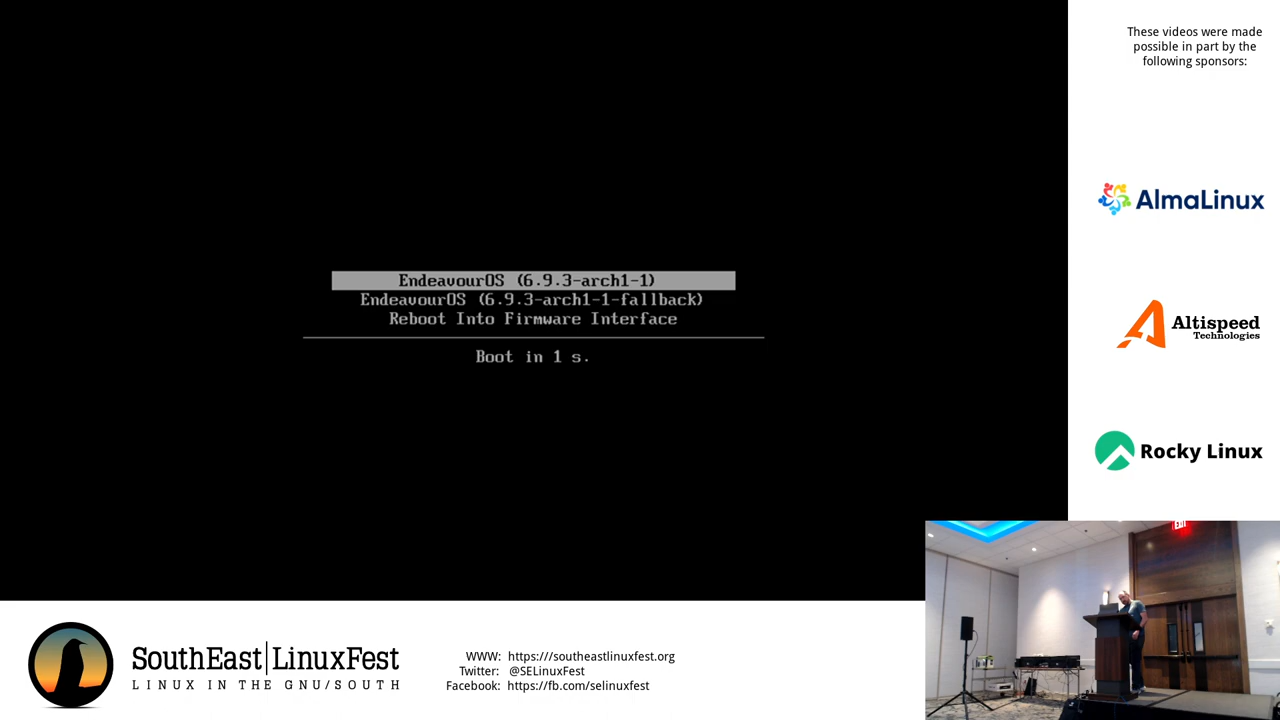 These videos were made
possible in part by the
following sponsors:
AlmaLinux
Altispeed
Technologies
Rocky Linux
EndeavourOS (6.9.3-arch1-1)
EndeavourOS (6.9.3-arch1-1-fallback)
Reboot Into Firmware Interface
Boot in 1 s.
EXIT
SouthEast|LinuxFest
LINUX IN THE GNU/SOUTH
WWW: https:///southeastlinuxfest.org
Twitter: @SELinuxFest
Facebook: https://fb.com/selinuxfest